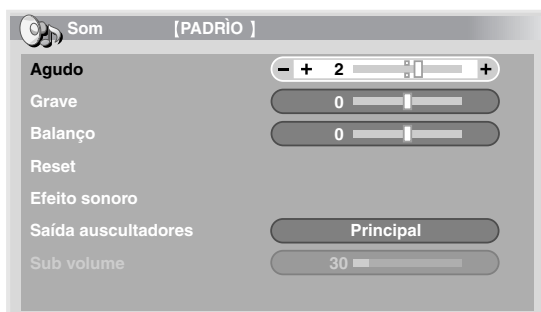 Som [PADRÌO ]
Agudo − + 2 +
Grave 0
Balanço 0
Reset
Efeito sonoro
Saída auscultadores Principal
Sub volume 30